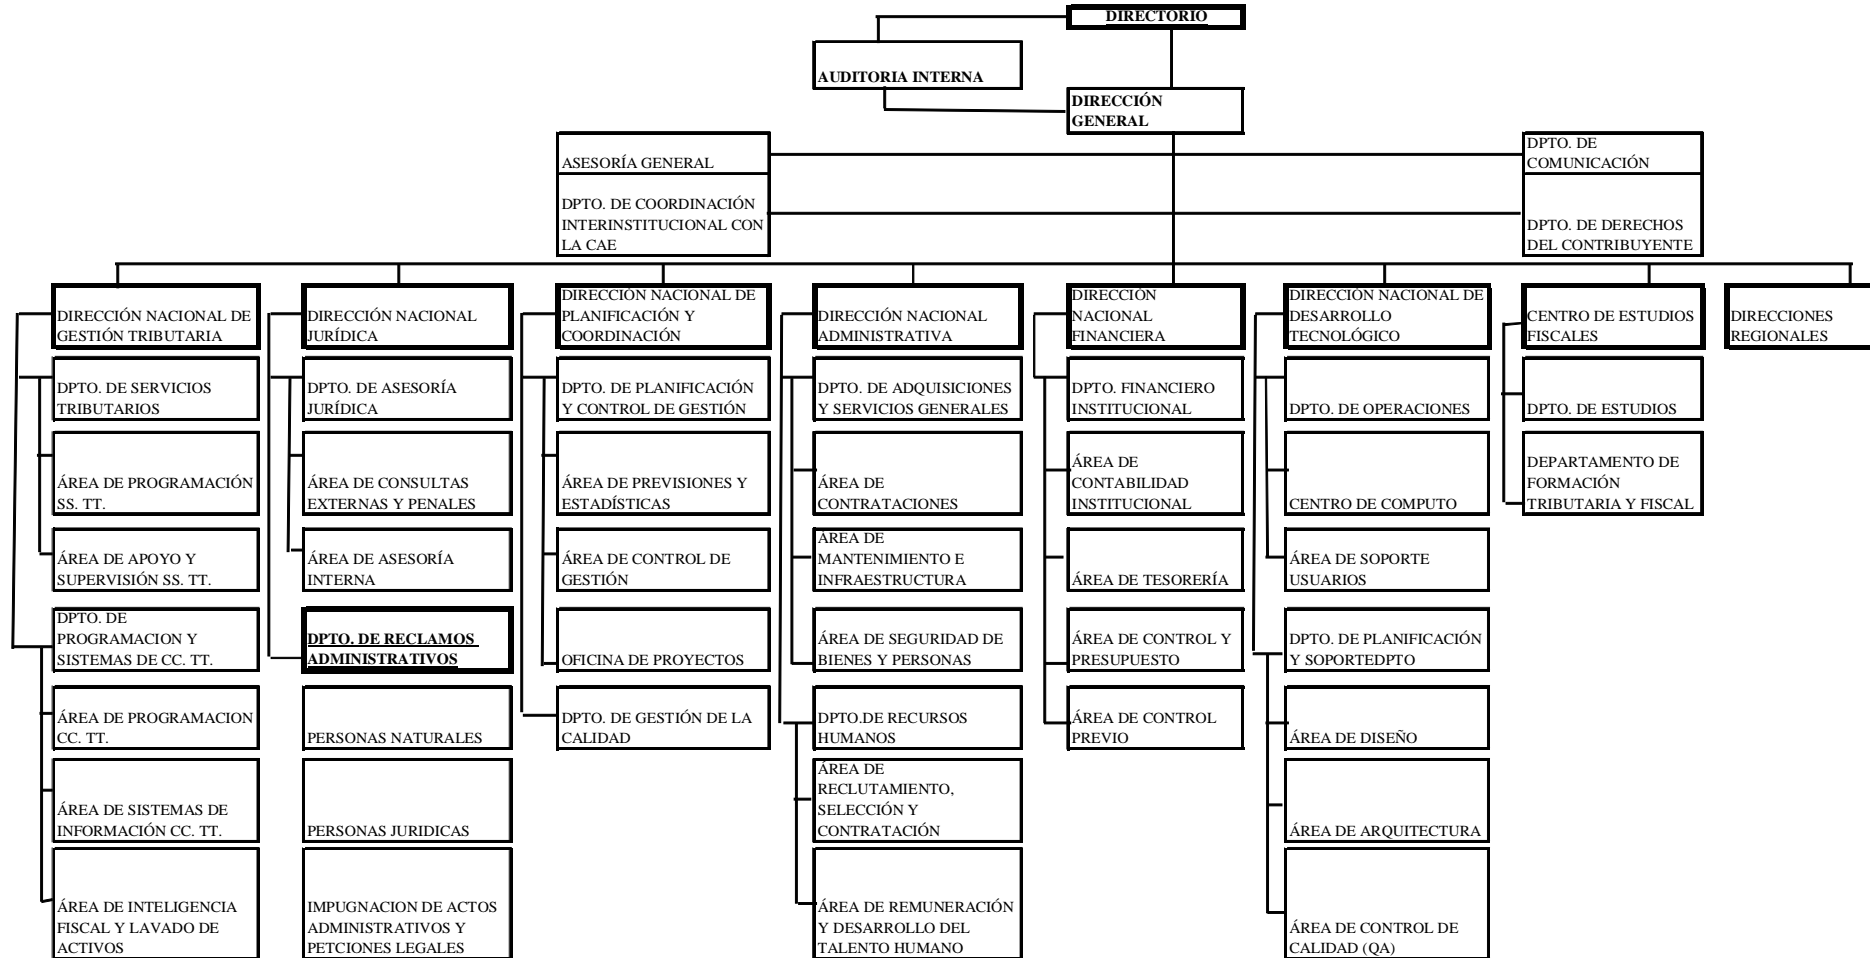 DIRECTORIO
AUDITORIA INTERNA
DIRECCIÓN
GENERAL
ASESORÍA GENERAL
DPTO. DE
COMUNICACIÓN
DPTO. DE COORDINACIÓN
INTERINSTITUCIONAL CON
LA CAE
DPTO. DE DERECHOS
DEL CONTRIBUYENTE
DIRECCIÓN NACIONAL DE
GESTIÓN TRIBUTARIA
DPTO. DE SERVICIOS
TRIBUTARIOS
ÁREA DE PROGRAMACIÓN
SS. TT.
ÁREA DE APOYO Y
SUPERVISIÓN SS. TT.
DPTO. DE
PROGRAMACION Y
SISTEMAS DE CC. TT.
ÁREA DE PROGRAMACION
CC. TT.
ÁREA DE SISTEMAS DE
INFORMACIÓN CC. TT.
ÁREA DE INTELIGENCIA
FISCAL Y LAVADO DE
ACTIVOS
DIRECCIÓN NACIONAL
JURÍDICA
DPTO. DE ASESORÍA
JURÍDICA
ÁREA DE CONSULTAS
EXTERNAS Y PENALES
ÁREA DE ASESORÍA
INTERNA
DPTO. DE RECLAMOS
ADMINISTRATIVOS
PERSONAS NATURALES
PERSONAS JURIDICAS
IMPUGNACION DE ACTOS
ADMINISTRATIVOS Y
PETCIONES LEGALES
DIRECCIÓN NACIONAL DE
PLANIFICACIÓN Y
COORDINACIÓN
DPTO. DE PLANIFICACIÓN
Y CONTROL DE GESTIÓN
ÁREA DE PREVISIONES Y
ESTADÍSTICAS
ÁREA DE CONTROL DE
GESTIÓN
OFICINA DE PROYECTOS
DPTO. DE GESTIÓN DE LA
CALIDAD
DIRECCIÓN NACIONAL
ADMINISTRATIVA
DPTO. DE ADQUISICIONES
Y SERVICIOS GENERALES
ÁREA DE
CONTRATACIONES
ÁREA DE
MANTENIMIENTO E
INFRAESTRUCTURA
ÁREA DE SEGURIDAD DE
BIENES Y PERSONAS
DPTO.DE RECURSOS
HUMANOS
ÁREA DE
RECLUTAMIENTO,
SELECCIÓN Y
CONTRATACIÓN
ÁREA DE REMUNERACIÓN
Y DESARROLLO DEL
TALENTO HUMANO
DIRECCIÓN
NACIONAL
FINANCIERA
DPTO. FINANCIERO
INSTITUCIONAL
ÁREA DE
CONTABILIDAD
INSTITUCIONAL
ÁREA DE TESORERÍA
ÁREA DE CONTROL Y
PRESUPUESTO
ÁREA DE CONTROL
PREVIO
DIRECCIÓN NACIONAL DE
DESARROLLO
TECNOLÓGICO
DPTO. DE OPERACIONES
CENTRO DE COMPUTO
ÁREA DE SOPORTE
USUARIOS
DPTO. DE PLANIFICACIÓN
Y SOPORTEDPTO
ÁREA DE DISEÑO
ÁREA DE ARQUITECTURA
ÁREA DE CONTROL DE
CALIDAD (QA)
CENTRO DE ESTUDIOS
FISCALES
DPTO. DE ESTUDIOS
DEPARTAMENTO DE
FORMACIÓN
TRIBUTARIA Y FISCAL
DIRECCIONES
REGIONALES